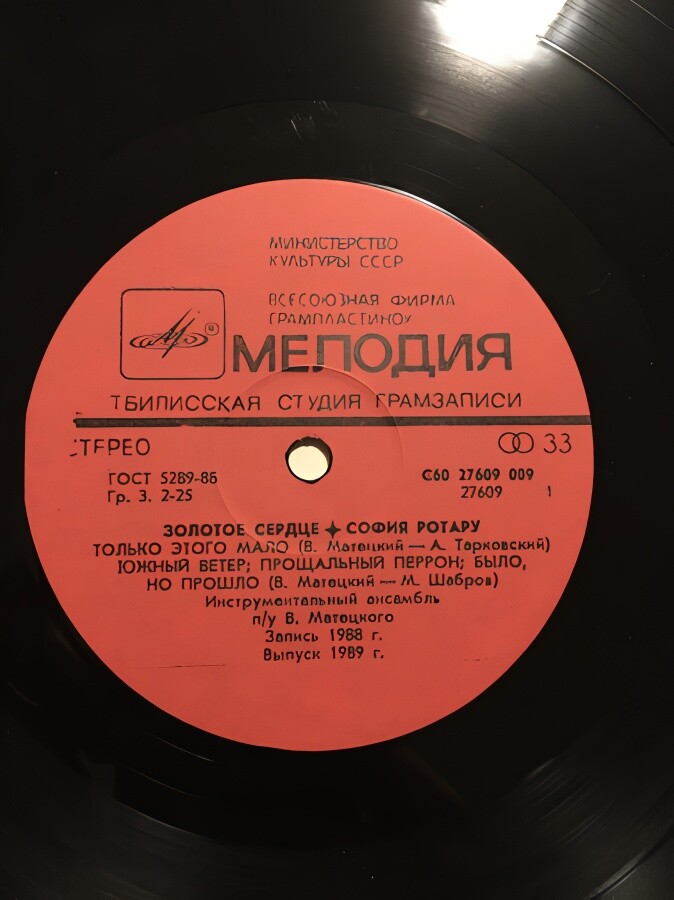 МИНИСТЕРСТВО
КУЛЬТУРЫ СССР
ВСЕСОЮЗНАЯ ФИРМА
ГРАМПЛАСТИНОК
МЕЛОДИЯ
ТБИЛИССКАЯ СТУДИЯ ГРАМЗАПИСИ
СТЕРЕО
33
ГОСТ 5289-88
С60 27609 009
Гр. 3. 2-25
27609 1
ЗОЛОТОЕ СЕРДЦЕ ✦ СОФИЯ РОТАРУ
ТОЛЬКО ЭТОГО МАЛО (В. Матецкий — А. Тарковский)
ЮЖНЫЙ ВЕТЕР; ПРОЩАЛЬНЫЙ ПЕРРОН; БЫЛО,
НО ПРОШЛО (В. Матецкий — М. Шабров)
Инструментальный ансамбль
п/у В. Матецкого
Запись 1988 г.
Выпуск 1989 г.